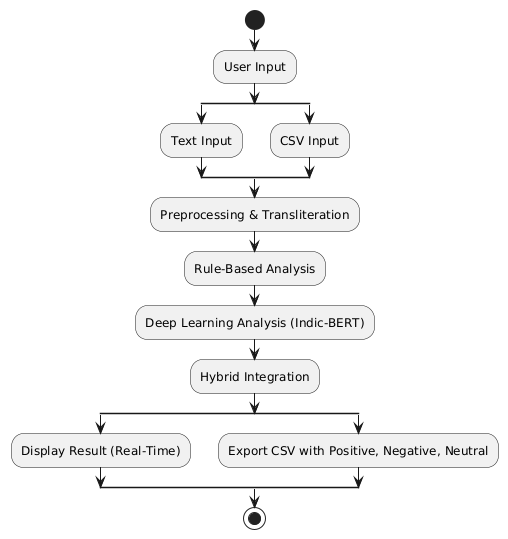 User Input
Text Input
CSV Input
Preprocessing & Transliteration
Rule-Based Analysis
Deep Learning Analysis (Indic-BERT)
Hybrid Integration
Display Result (Real-Time)
Export CSV with Positive, Negative, Neutral